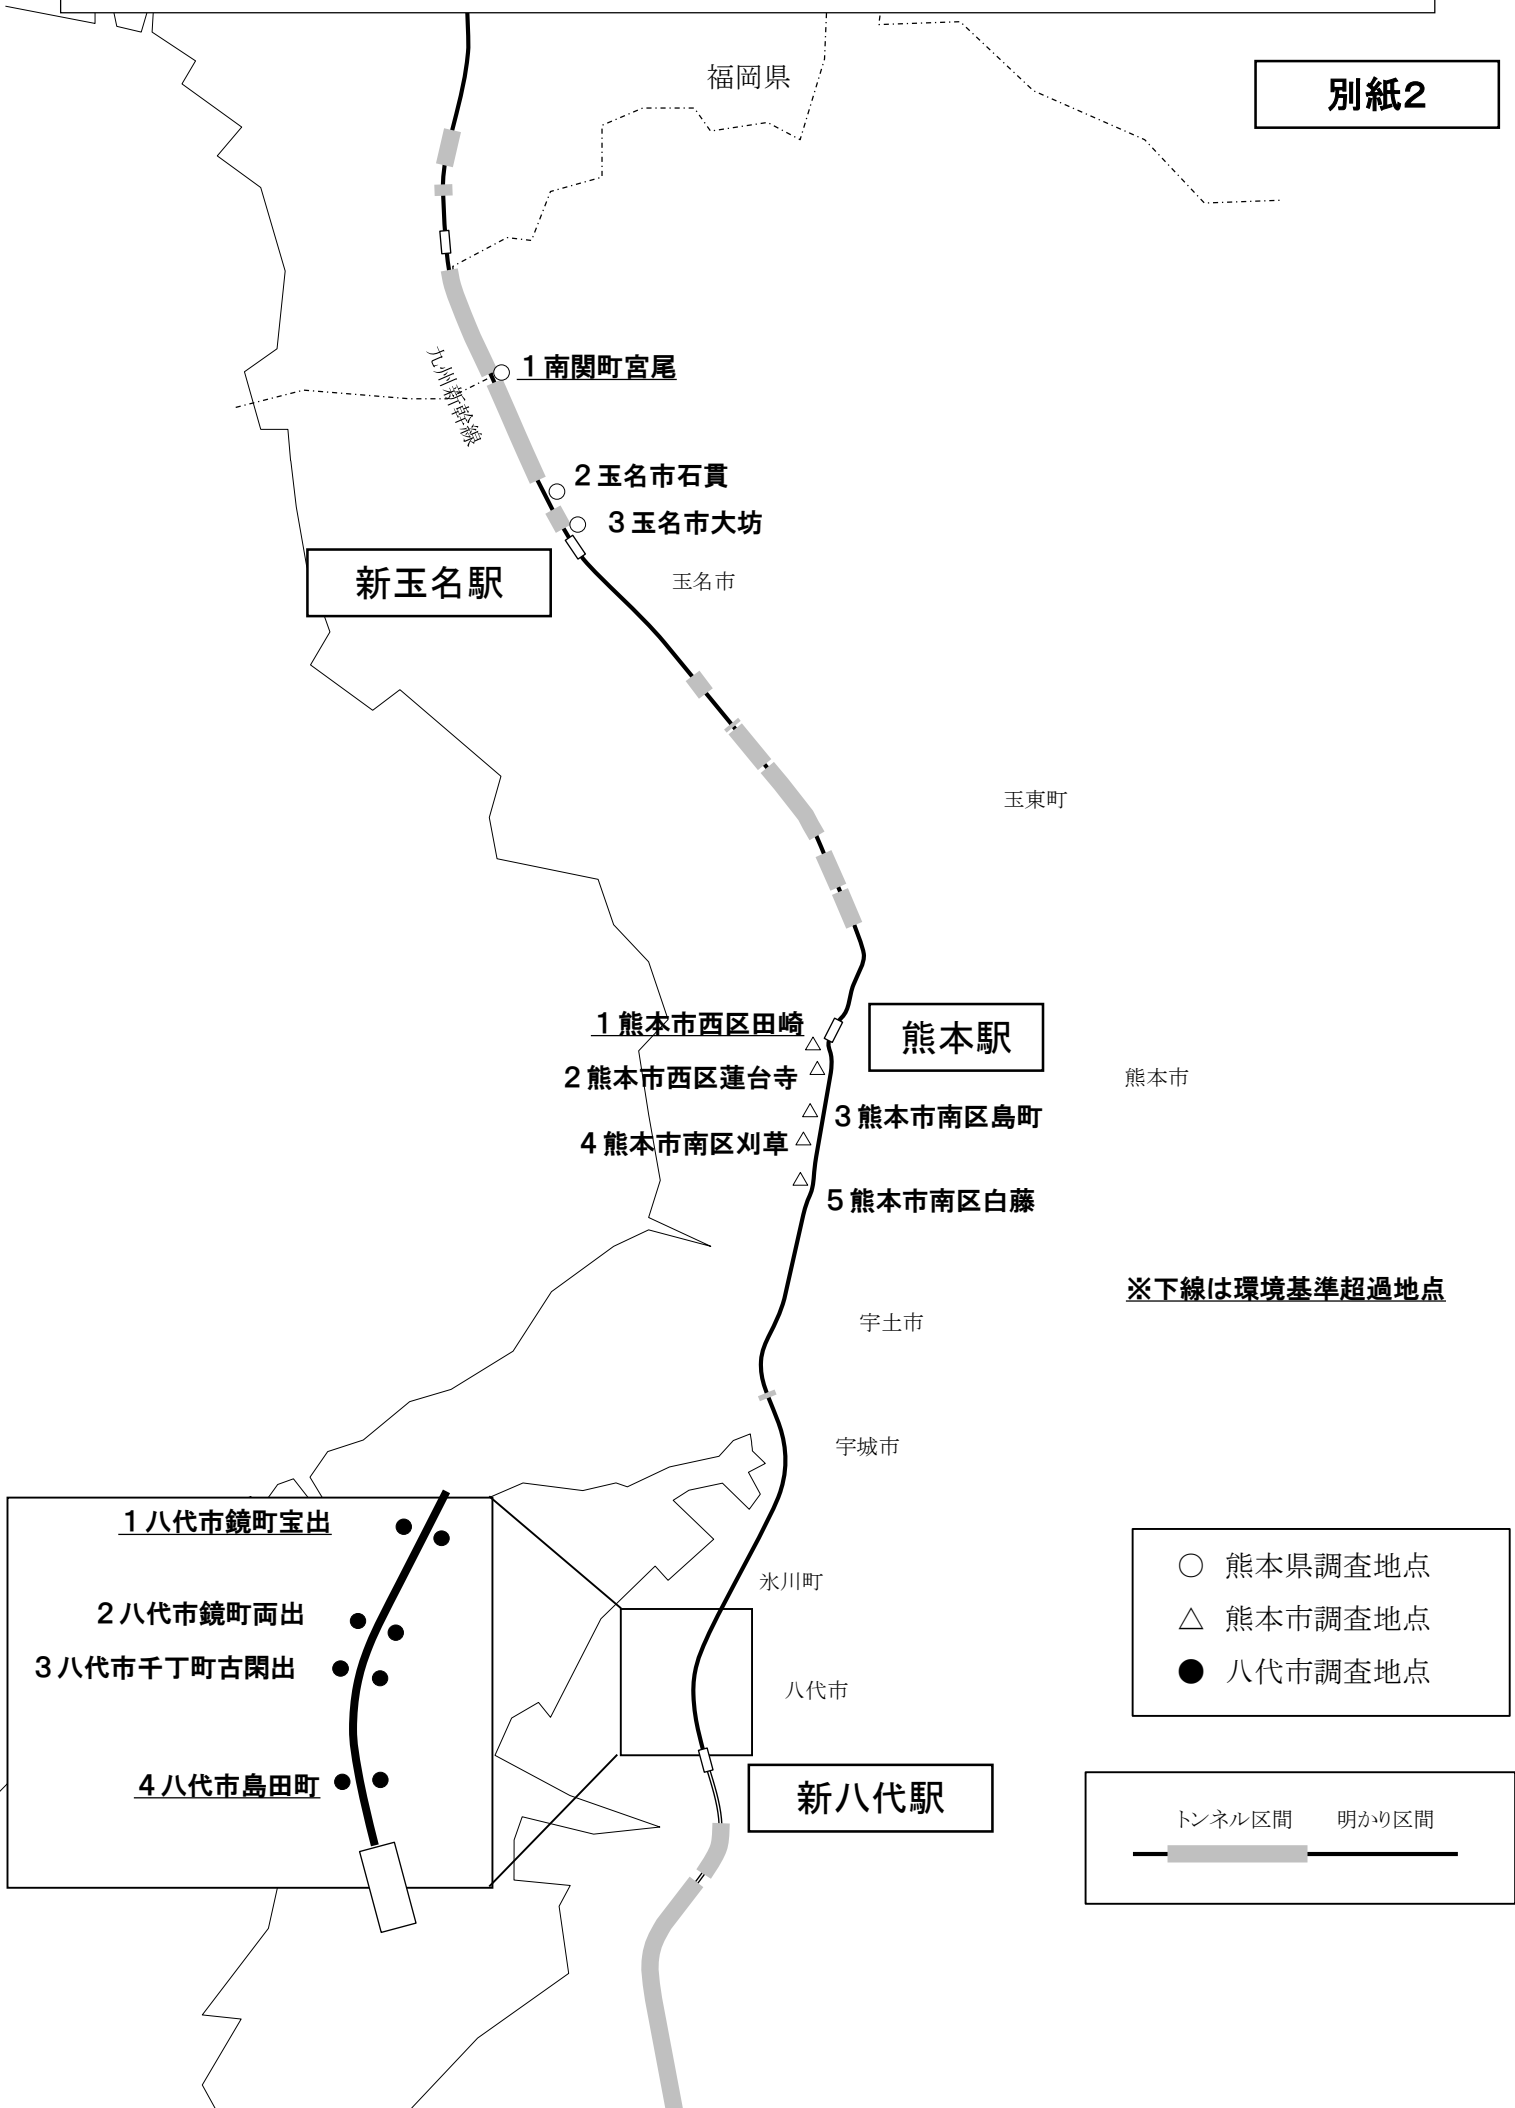 福岡県
別紙2
九州新幹線
1南関町宮尾
2玉名市石貫
3玉名市大坊
新玉名駅
玉名市
玉東町
1熊本市西区田崎
熊本駅
2熊本市西区蓮台寺
熊本市
3熊本市南区島町
4熊本市南区刈草
5熊本市南区白藤
※下線は環境基準超過地点
宇土市
宇城市
1八代市鏡町宝出
2八代市鏡町両出
3八代市千丁町古閑出
4八代市島田町
氷川町
八代市
新八代駅
○ 熊本県調査地点
△ 熊本市調査地点
● 八代市調査地点
トンネル区間 明かり区間